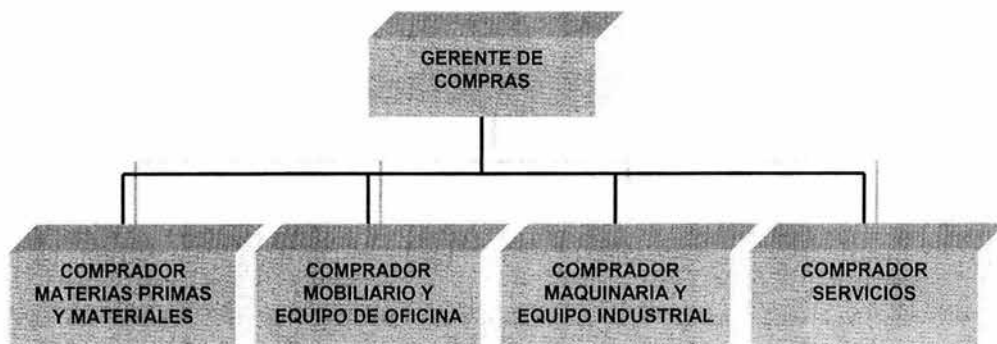 GERENTE DE
COMPRAS
COMPRADOR
MATERIAS PRIMAS
Y MATERIALES
COMPRADOR
MOBILIARIO Y
EQUIPO DE OFICINA
COMPRADOR
MAQUINARIA Y
EQUIPO INDUSTRIAL
COMPRADOR
SERVICIOS